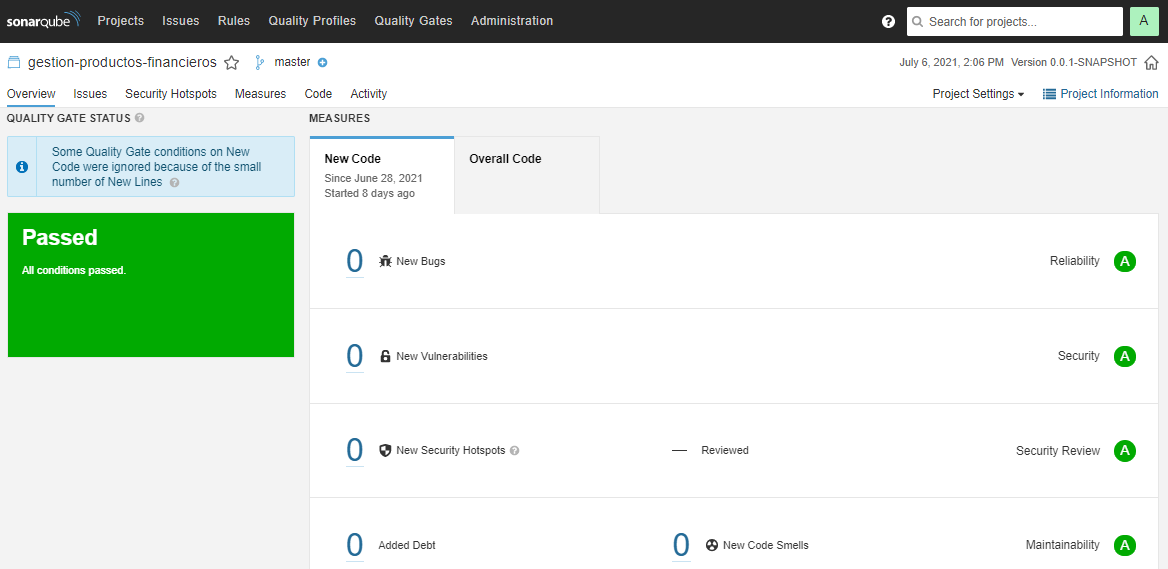 sonarqube Projects Issues Rules Quality Profiles Quality Gates Administration ? Search for projects... A
gestion-productos-financieros master July 6, 2021, 2:06 PM Version 0.0.1-SNAPSHOT
Overview Issues Security Hotspots Measures Code Activity Project Settings Project Information
QUALITY GATE STATUS ?
Some Quality Gate conditions on New
Code were ignored because of the small
number of New Lines ?
Passed
All conditions passed.
MEASURES
New Code
Since June 28, 2021
Started 8 days ago
Overall Code
0 New Bugs Reliability A
0 New Vulnerabilities Security A
0 New Security Hotspots ? — Reviewed Security Review A
0 Added Debt 0 New Code Smells Maintainability A